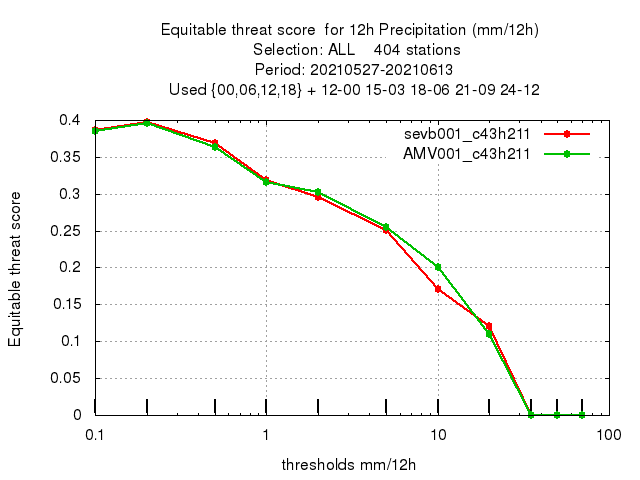 Equitable threat score  for 12h Precipitation (mm/12h)
Selection: ALL    404 stations
Period: 20210527-20210613
Used {00,06,12,18} + 12-00 15-03 18-06 21-09 24-12
sevb001_c43h211
AMV001_c43h211
Equitable threat score
0.4
0.35
0.3
0.25
0.2
0.15
0.1
0.05
0
0.1 1 10 100
thresholds mm/12h